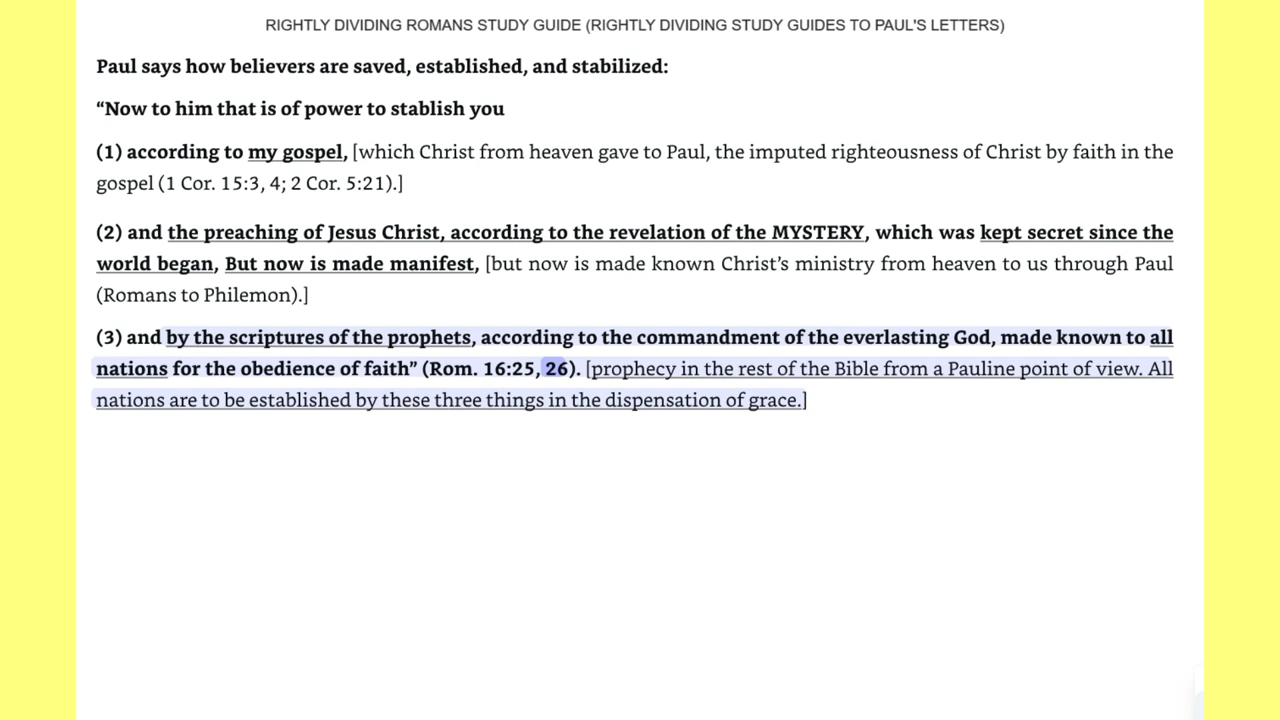 RIGHTLY DIVIDING ROMANS STUDY GUIDE (RIGHTLY DIVIDING STUDY GUIDES TO PAUL'S LETTERS)
Paul says how believers are saved, established, and stabilized:
“Now to him that is of power to stablish you
(1) according to my gospel, [which Christ from heaven gave to Paul, the imputed righteousness of Christ by faith in the
gospel (1 Cor. 15:3, 4; 2 Cor. 5:21).]
(2) and the preaching of Jesus Christ, according to the revelation of the MYSTERY, which was kept secret since the
world began, But now is made manifest, [but now is made known Christ’s ministry from heaven to us through Paul
(Romans to Philemon).]
(3) and by the scriptures of the prophets, according to the commandment of the everlasting God, made known to all
nations for the obedience of faith” (Rom. 16:25, 26). [prophecy in the rest of the Bible from a Pauline point of view. All
nations are to be established by these three things in the dispensation of grace.]